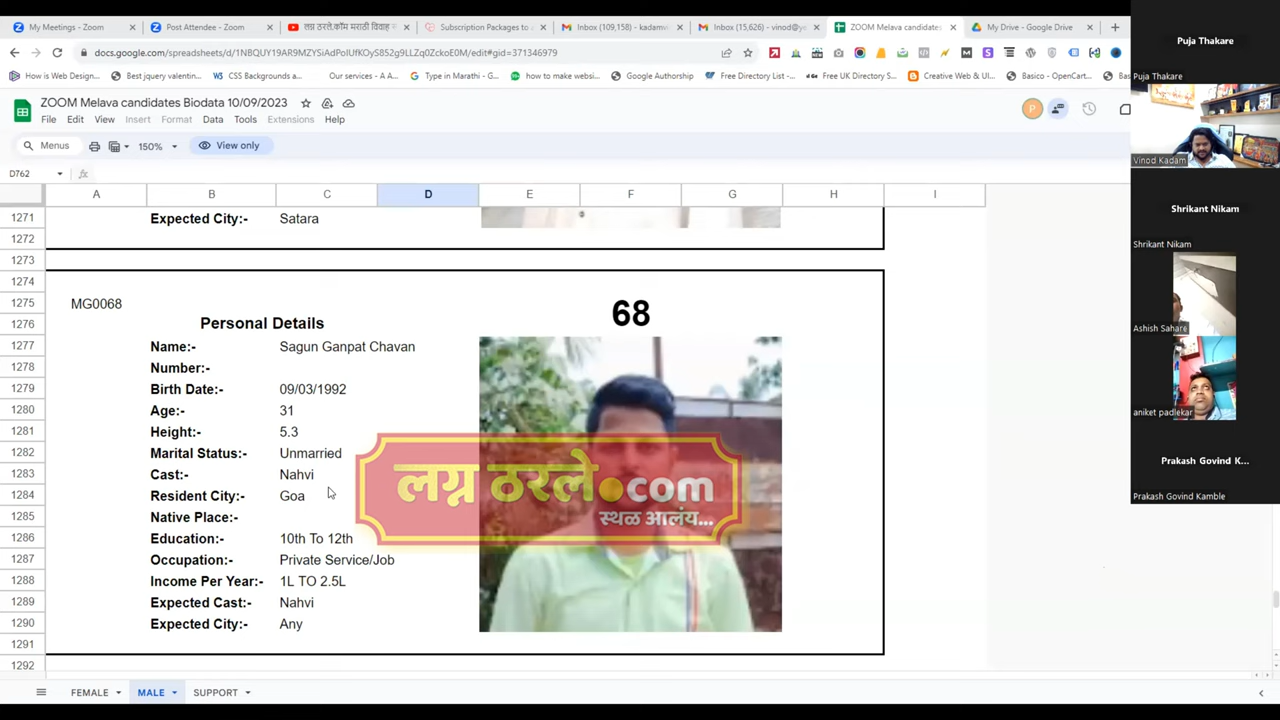 My Meetings - Zoom
Post Attendee - Zoom
लग्न ठरले.कॉम मराठी विवाह
Subscription Packages to
Inbox (109,158) - kadamv
Inbox (15,626) - vinod@ye
ZOOM Melava candidates
My Drive - Google Drive
docs.google.com/spreadsheets/d/1NBQUY19AR9MZYSiAdPolUfKOyS852g9LLZq0ZckoE0M/edit#gid=371346979
How is Web Design...
Best jquery valentin...
CSS Backgrounds a...
Our services - A A...
Type in Marathi - G...
how to make websi...
Google Authorship
Free Directory List -...
Free UK Directory S...
Creative Web & UI...
Basico - OpenCart...
Bas
ZOOM Melava candidates Biodata 10/09/2023
P
File Edit View Insert Format Data Tools Extensions Help
Menus 150% View only
D762 fx
A B C D E F G H I
1271 Expected City:- Satara
1272
1273
1274
1275 MG0068 68
1276 Personal Details
1277 Name:- Sagun Ganpat Chavan
1278 Number:-
1279 Birth Date:- 09/03/1992
1280 Age:- 31
1281 Height:- 5.3
1282 Marital Status:- Unmarried
1283 Cast:- Nahvi
1284 Resident City:- Goa
1285 Native Place:-
1286 Education:- 10th To 12th
1287 Occupation:- Private Service/Job
1288 Income Per Year:- 1L TO 2.5L
1289 Expected Cast:- Nahvi
1290 Expected City:- Any
1291
1292
लग्न ठरले.com
स्थळ आलंय...
FEMALE MALE SUPPORT
Puja Thakare
Puja Thakare
Vinod Kadam
Shrikant Nikam
Shrikant Nikam
Ashish Sahare
aniket padlekar
Prakash Govind K...
Prakash Govind Kamble